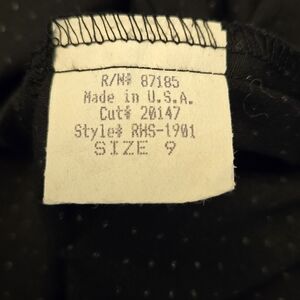 R/N# 87185
Made in U.S.A.
Cut# 20147
Style# RHS-1901
SIZE 9